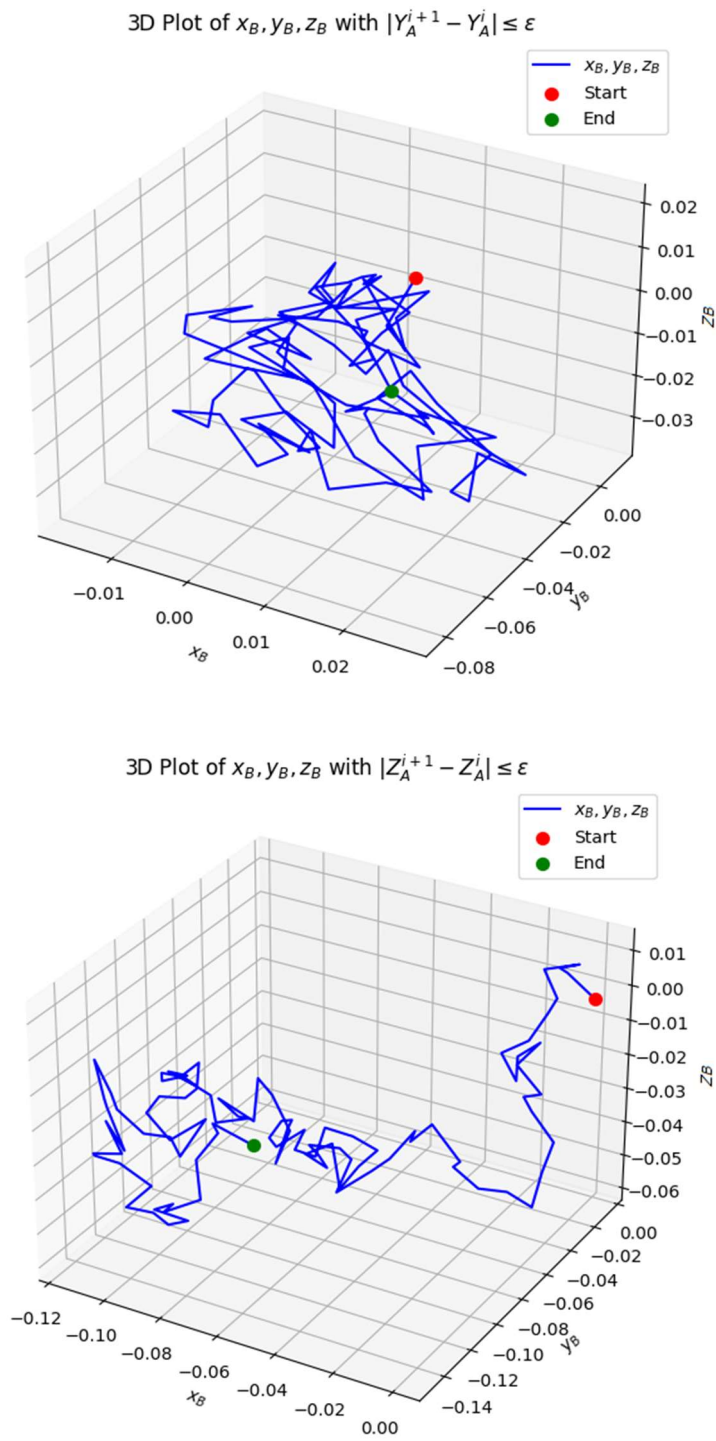 3D Plot of x_B, y_B, z_B with |Y_A^{i+1} − Y_A^i| ≤ ε
x_B, y_B, z_B
Start
End
0.02
0.01
0.00
−0.01
−0.02
−0.03
z_B
0.00
−0.02
−0.04
−0.06
−0.08
y_B
−0.01
0.00
0.01
0.02
x_B
3D Plot of x_B, y_B, z_B with |Z_A^{i+1} − Z_A^i| ≤ ε
x_B, y_B, z_B
Start
End
0.01
0.00
−0.01
−0.02
−0.03
−0.04
−0.05
−0.06
z_B
0.00
−0.02
−0.04
−0.06
−0.08
−0.10
−0.12
−0.14
y_B
−0.12
−0.10
−0.08
−0.06
−0.04
−0.02
0.00
x_B